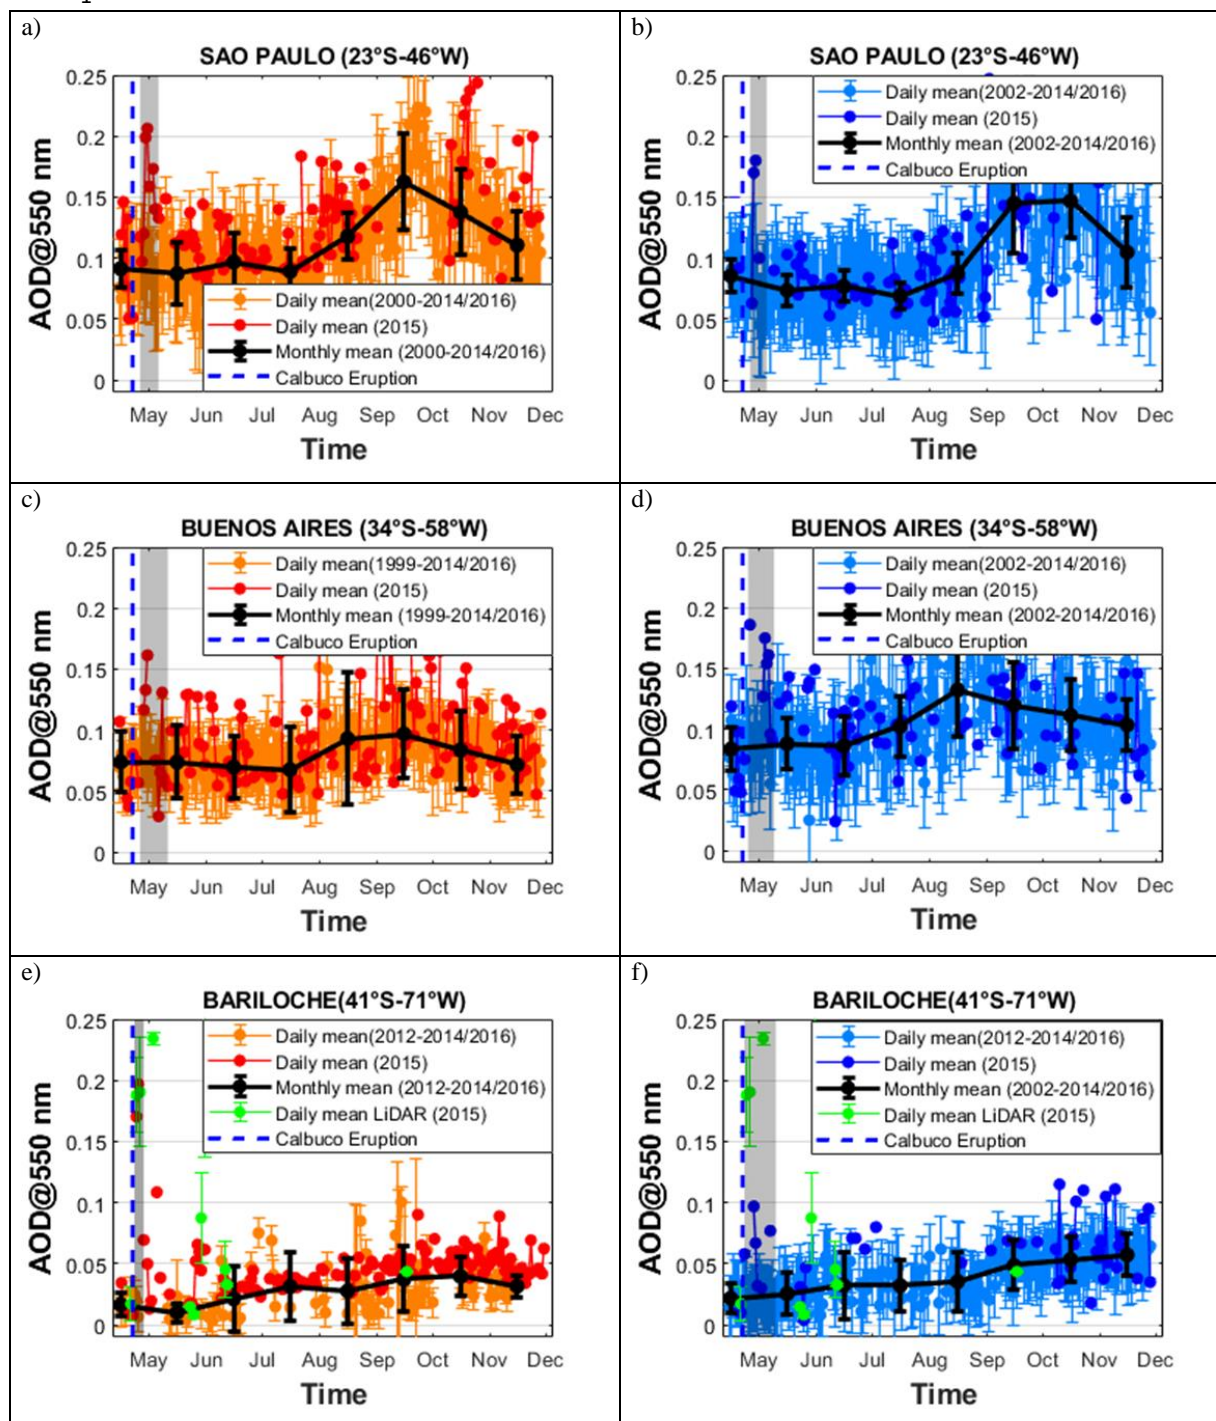 a)
SAO PAULO (23°S-46°W)
0.25
0.2
0.15
0.1
0.05
0
AOD@550 nm
Daily mean(2000-2014/2016)
Daily mean (2015)
Monthly mean (2000-2014/2016)
Calbuco Eruption
May Jun Jul Aug Sep Oct Nov Dec
Time
b)
SAO PAULO (23°S-46°W)
0.25
0.2
0.15
0.1
0.05
0
AOD@550 nm
Daily mean(2002-2014/2016)
Daily mean (2015)
Monthly mean (2002-2014/2016)
Calbuco Eruption
May Jun Jul Aug Sep Oct Nov Dec
Time
c)
BUENOS AIRES (34°S-58°W)
0.25
0.2
0.15
0.1
0.05
0
AOD@550 nm
Daily mean(1999-2014/2016)
Daily mean (2015)
Monthly mean (1999-2014/2016)
Calbuco Eruption
May Jun Jul Aug Sep Oct Nov Dec
Time
d)
BUENOS AIRES (34°S-58°W)
0.25
0.2
0.15
0.1
0.05
0
AOD@550 nm
Daily mean(2002-2014/2016)
Daily mean (2015)
Monthly mean (2002-2014/2016)
Calbuco Eruption
May Jun Jul Aug Sep Oct Nov Dec
Time
e)
BARILOCHE(41°S-71°W)
0.25
0.2
0.15
0.1
0.05
0
AOD@550 nm
Daily mean(2012-2014/2016)
Daily mean (2015)
Monthly mean (2012-2014/2016)
Daily mean LiDAR (2015)
Calbuco Eruption
May Jun Jul Aug Sep Oct Nov Dec
Time
f)
BARILOCHE(41°S-71°W)
0.25
0.2
0.15
0.1
0.05
0
AOD@550 nm
Daily mean(2012-2014/2016)
Daily mean (2015)
Monthly mean (2002-2014/2016)
Daily mean LiDAR (2015)
Calbuco Eruption
May Jun Jul Aug Sep Oct Nov Dec
Time